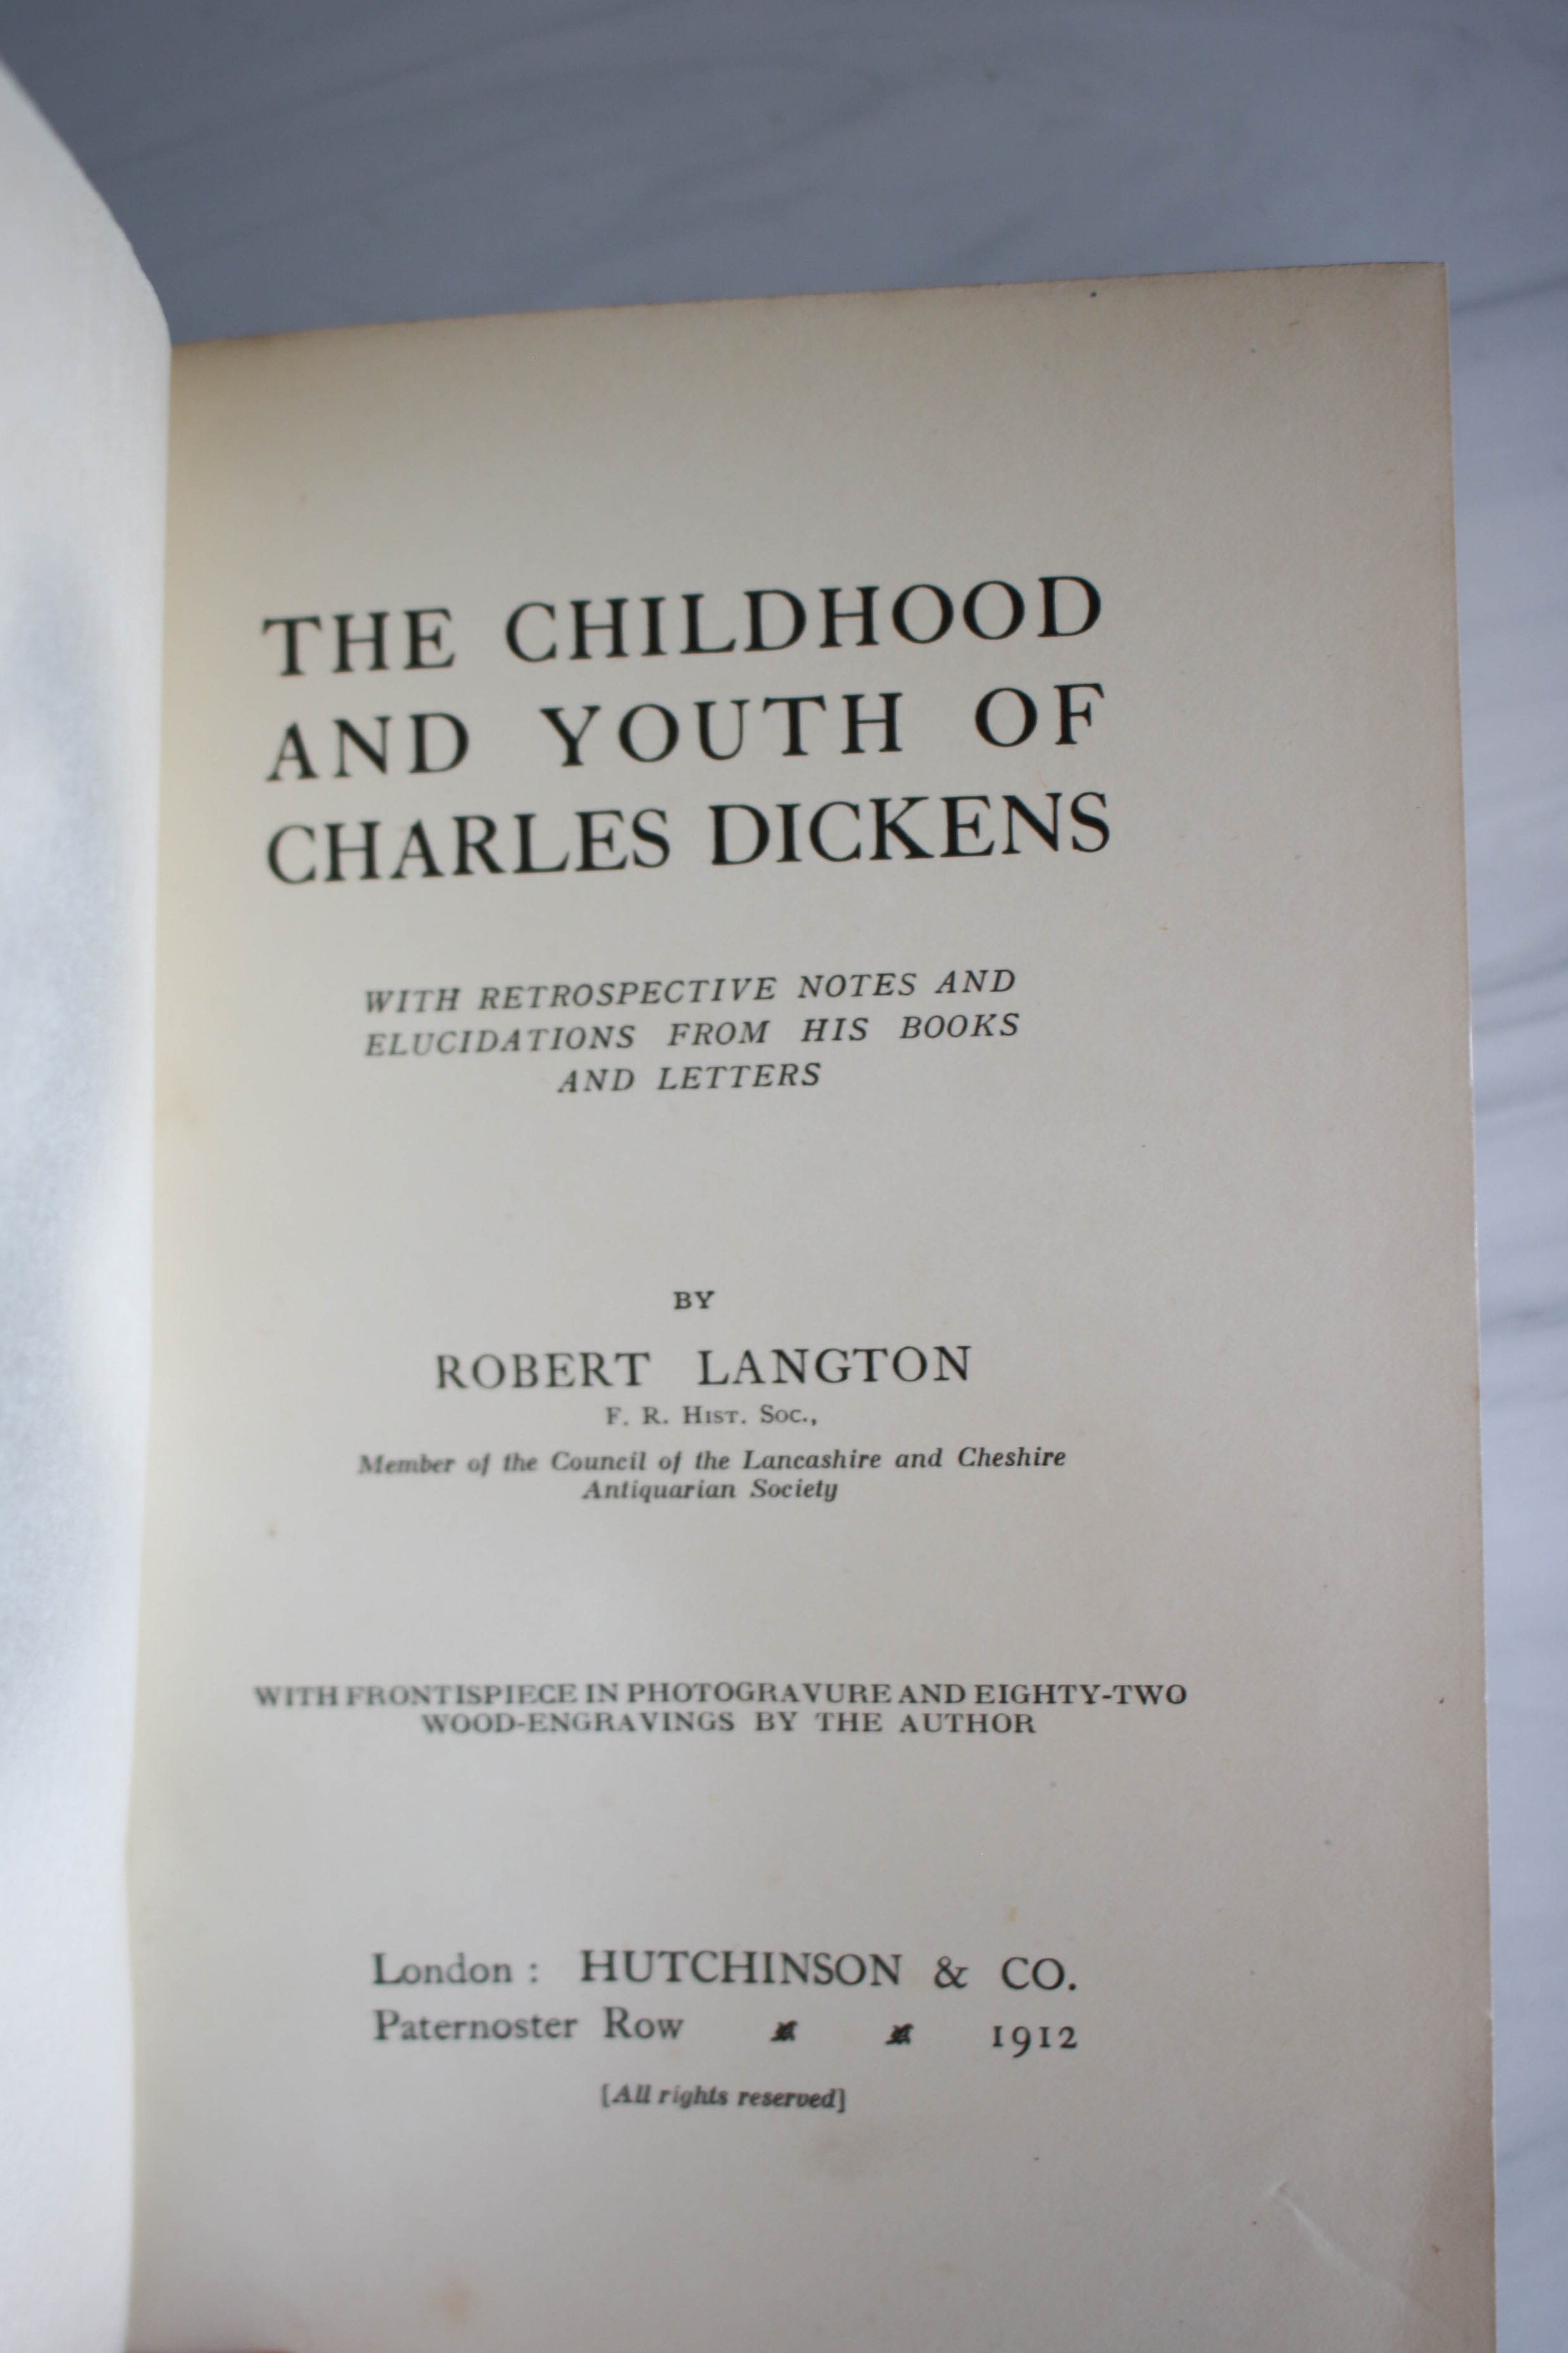 THE CHILDHOOD
AND YOUTH OF
CHARLES DICKENS
WITH RETROSPECTIVE NOTES AND
ELUCIDATIONS FROM HIS BOOKS
AND LETTERS
BY
ROBERT LANGTON
F. R. HIST. SOC.,
Member of the Council of the Lancashire and Cheshire
Antiquarian Society
WITH FRONTISPIECE IN PHOTOGRAVURE AND EIGHTY-TWO
WOOD-ENGRAVINGS BY THE AUTHOR
London : HUTCHINSON & CO.
Paternoster Row 1912
[All rights reserved]